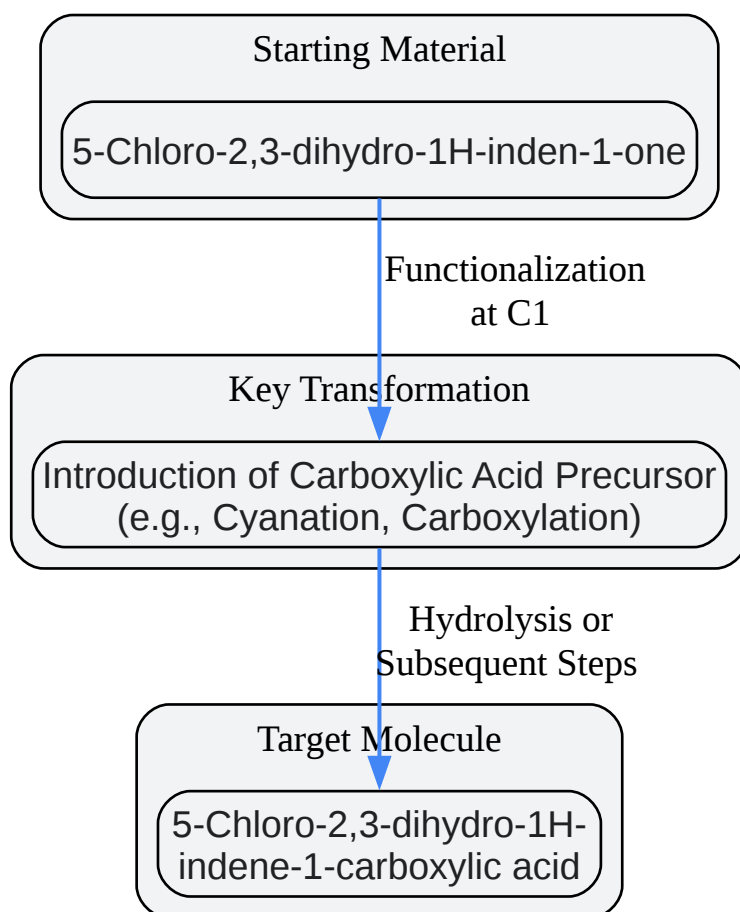 Starting Material
5-Chloro-2,3-dihydro-1H-inden-1-one
Functionalization
at C1
Key Transformation
Introduction of Carboxylic Acid Precursor
(e.g., Cyanation, Carboxylation)
Hydrolysis or
Subsequent Steps
Target Molecule
5-Chloro-2,3-dihydro-1H-
indene-1-carboxylic acid